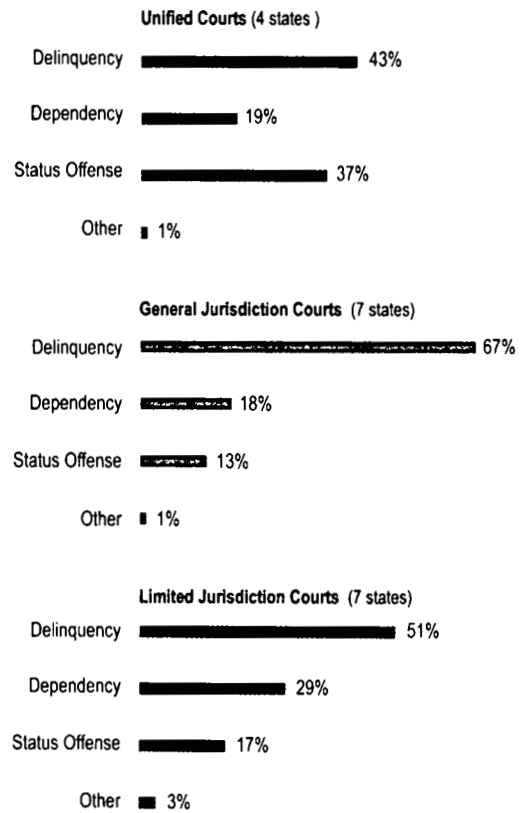 Unified Courts (4 states )
Delinquency 43%
Dependency 19%
Status Offense 37%
Other 1%
General Jurisdiction Courts (7 states)
Delinquency 67%
Dependency 18%
Status Offense 13%
Other 1%
Limited Jurisdiction Courts (7 states)
Delinquency 51%
Dependency 29%
Status Offense 17%
Other 3%